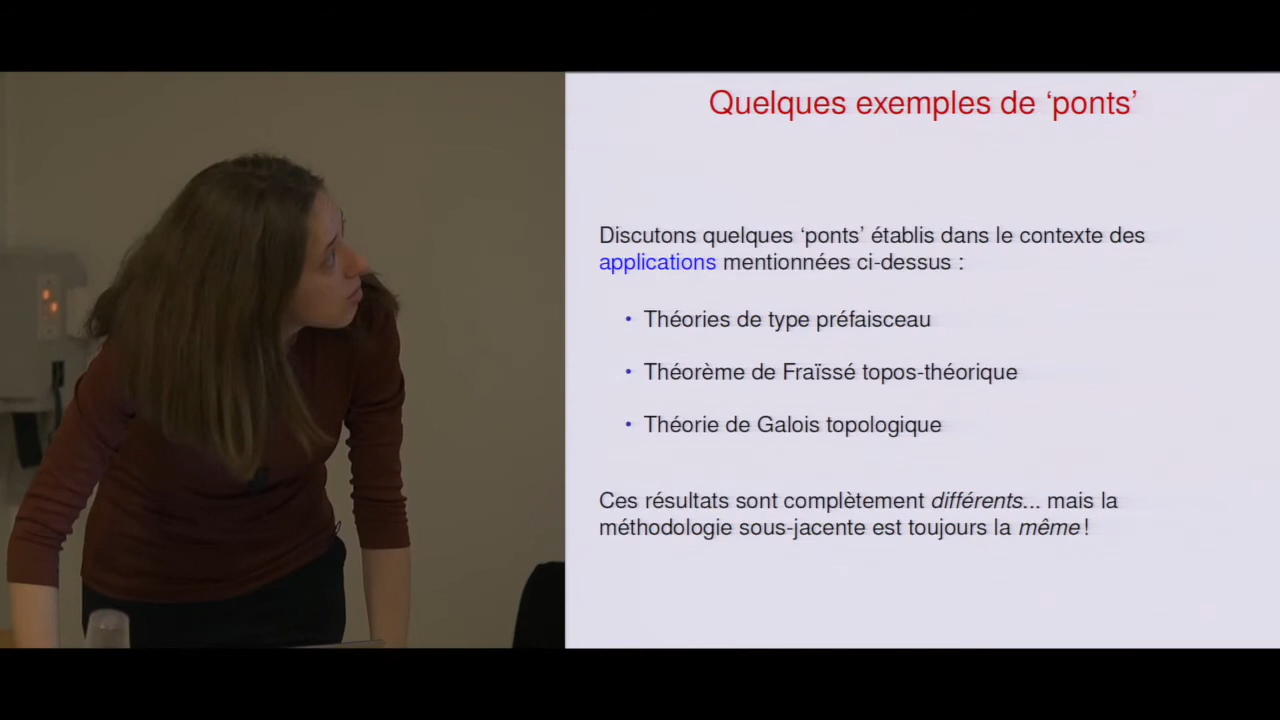 Quelques exemples de ‘ponts’
Discutons quelques ‘ponts’ établis dans le contexte des
applications mentionnées ci-dessus :
• Théories de type préfaisceau
• Théorème de Fraïssé topos-théorique
• Théorie de Galois topologique
Ces résultats sont complètement différents... mais la
méthodologie sous-jacente est toujours la même !